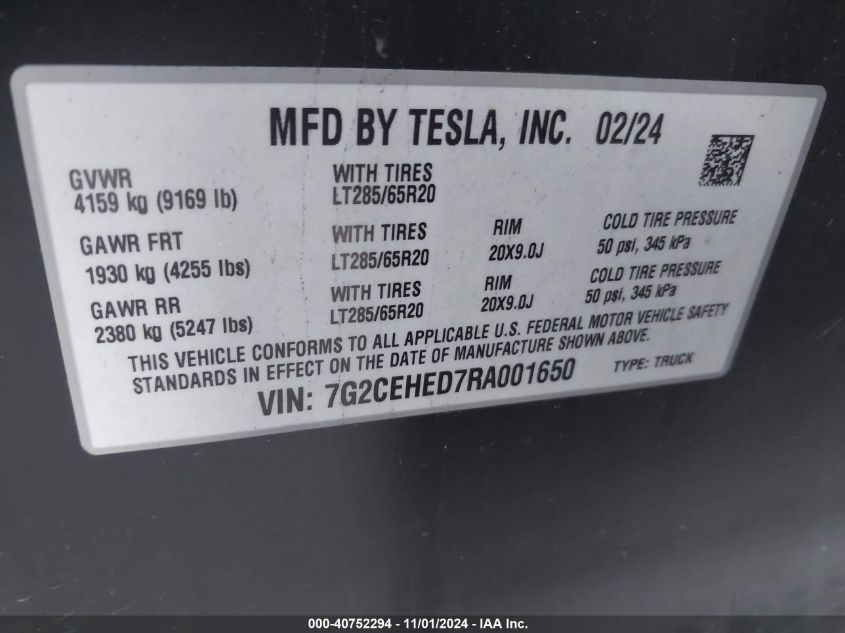 MFD BY TESLA, INC. 02/24
GVWR WITH TIRES
4159 kg (9169 lb) LT285/65R20
GAWR FRT WITH TIRES RIM COLD TIRE PRESSURE
1930 kg (4255 lbs) LT285/65R20 20X9.0J 50 psi, 345 kPa
GAWR RR WITH TIRES RIM COLD TIRE PRESSURE
2380 kg (5247 lbs) LT285/65R20 20X9.0J 50 psi, 345 kPa
THIS VEHICLE CONFORMS TO ALL APPLICABLE U.S. FEDERAL MOTOR VEHICLE SAFETY
STANDARDS IN EFFECT ON THE DATE OF MANUFACTURE SHOWN ABOVE.
VIN: 7G2CEHED7RA001650 TYPE: TRUCK
000-40752294 - 11/01/2024 - IAA Inc.